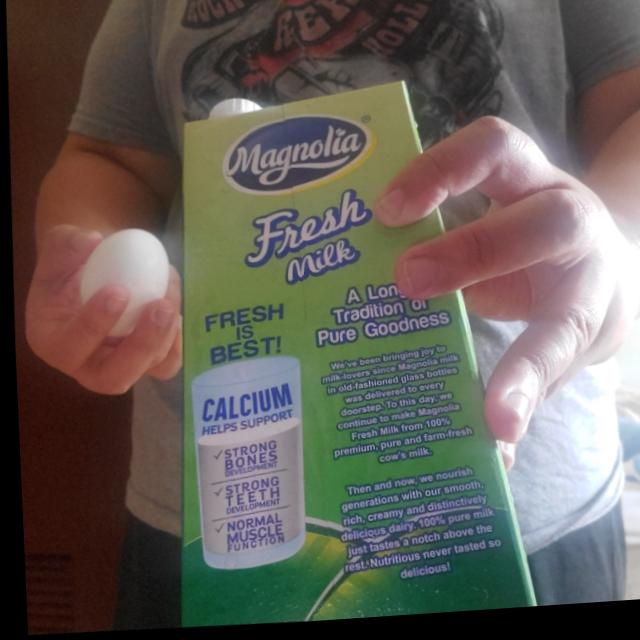 ROCK
ROLL
Magnolia®
Fresh
Milk
FRESH
IS
BEST!
CALCIUM
HELPS SUPPORT
✓ STRONG
BONES
DEVELOPMENT
✓ STRONG
TEETH
DEVELOPMENT
✓ NORMAL
MUSCLE
FUNCTION
A Long
Tradition of
Pure Goodness
We've been bringing joy to
milk-lovers since Magnolia milk
in old-fashioned glass bottles
was delivered to every
doorstep. To this day, we
continue to make Magnolia
Fresh Milk from 100%
premium, pure and farm-fresh
cow's milk.
Then and now, we nourish
generations with our smooth,
rich, creamy and distinctively
delicious dairy. 100% pure milk
just tastes a notch above the
rest. Nutritious never tasted so
delicious!